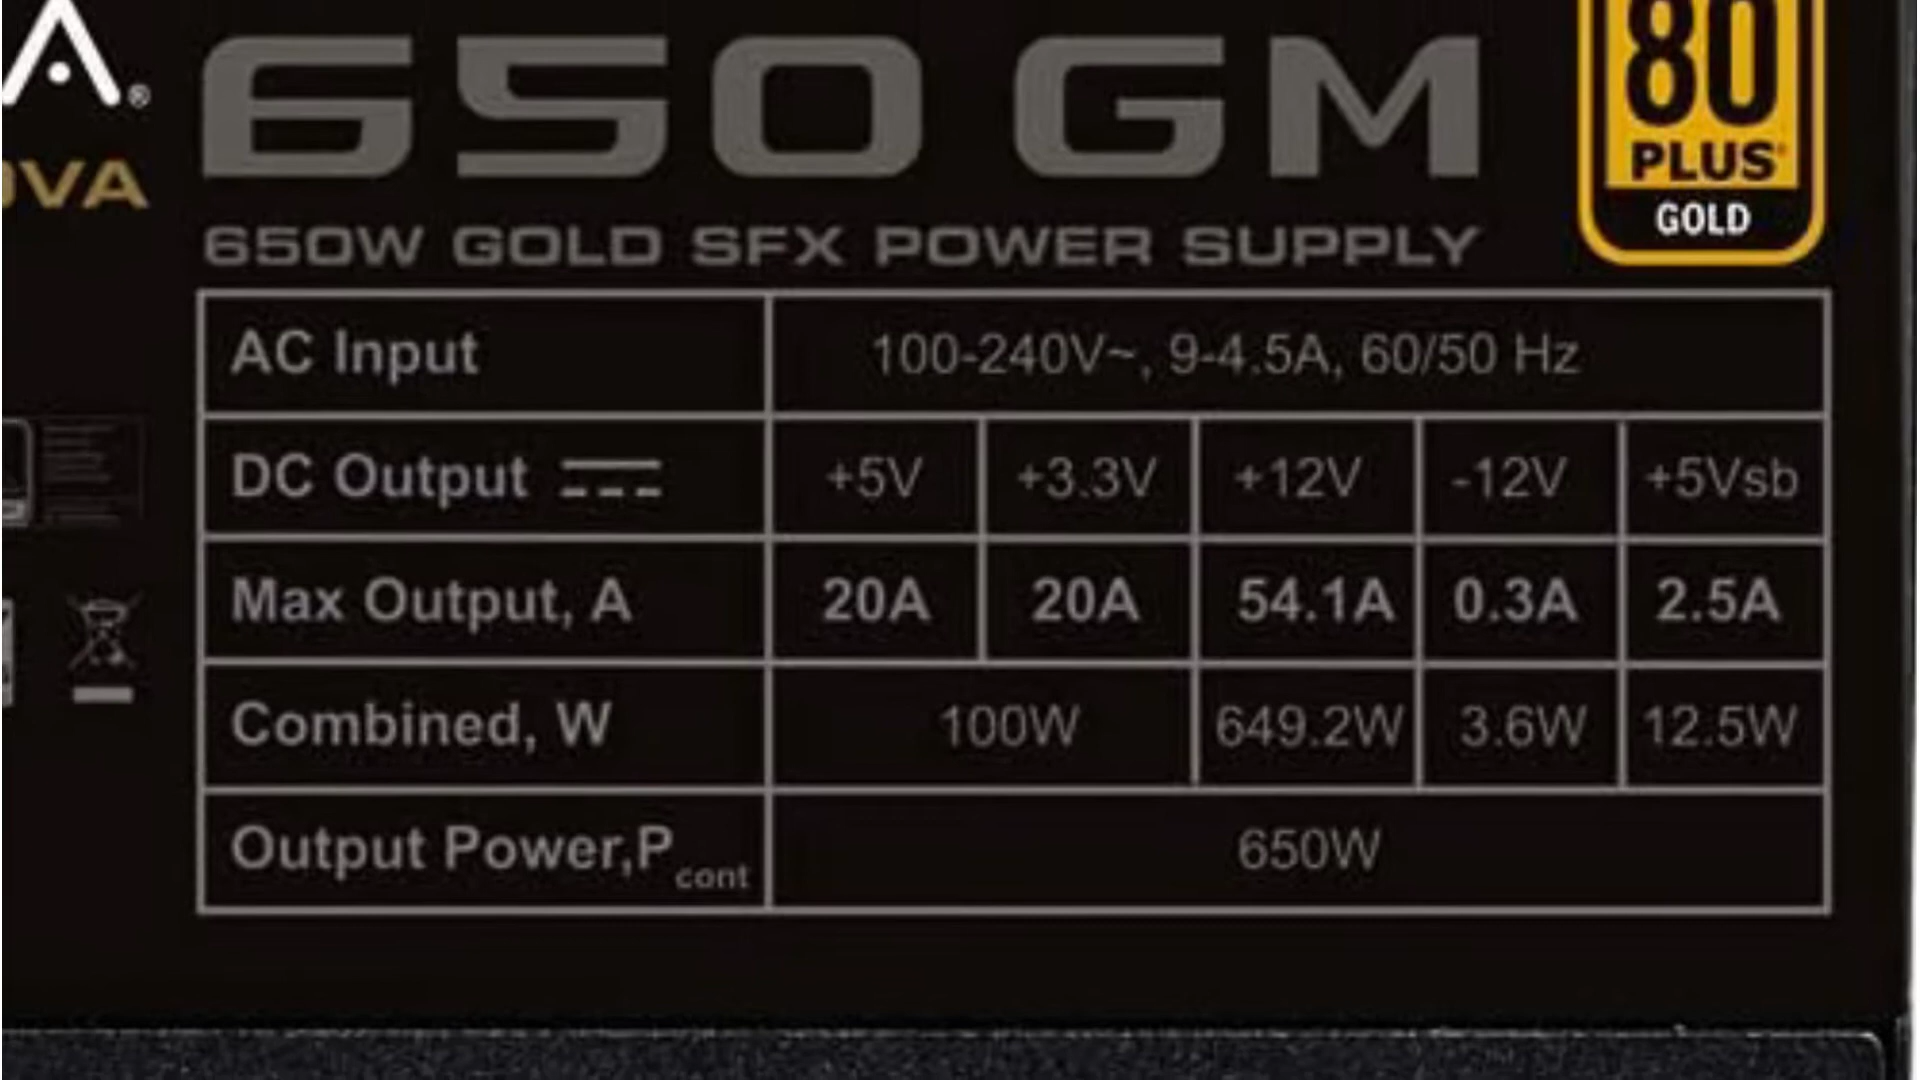 650 GM
650W GOLD SFX POWER SUPPLY
80
PLUS
GOLD
AC Input 100-240V~, 9-4.5A, 60/50 Hz
DC Output +5V +3.3V +12V -12V +5Vsb
Max Output, A 20A 20A 54.1A 0.3A 2.5A
Combined, W 100W 649.2W 3.6W 12.5W
Output Power,P cont 650W